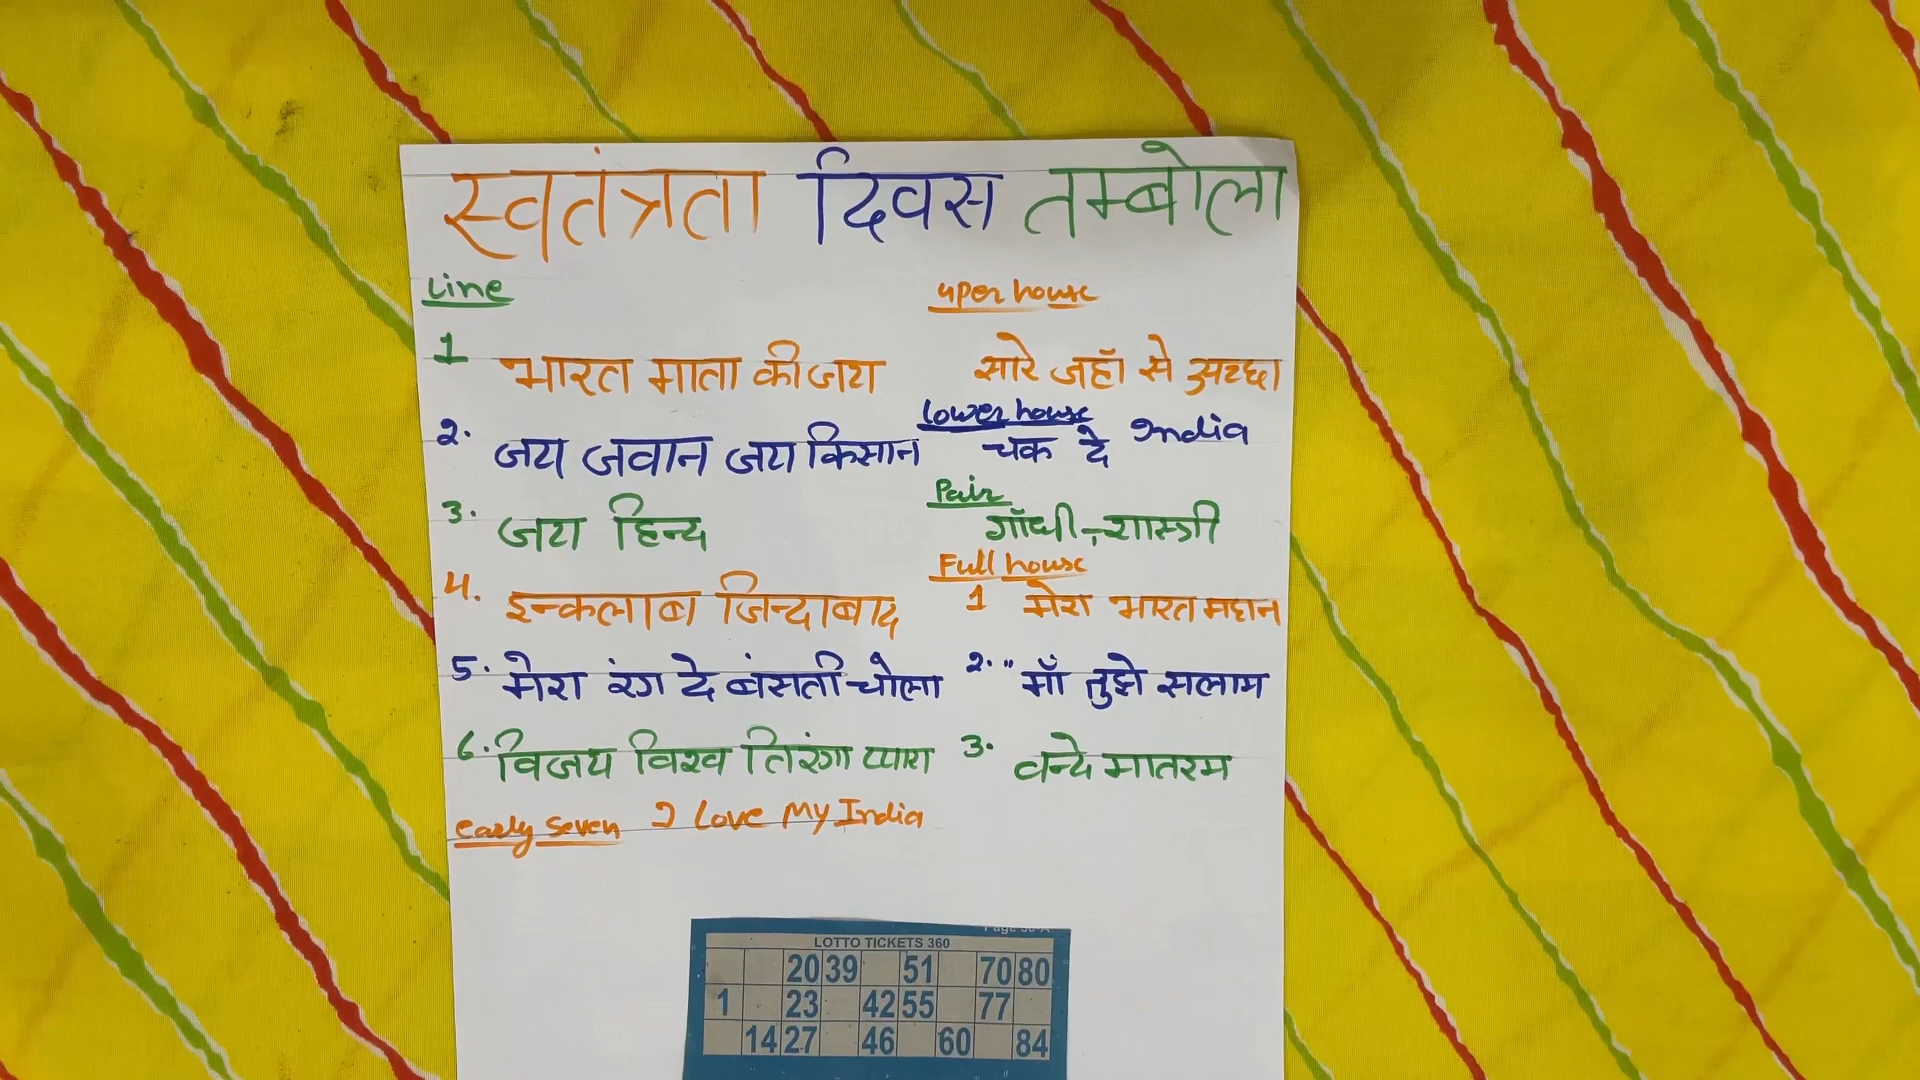 स्वतंत्रता दिवस तम्बोला
Line
1 भारत माता की जय
2. जय जवान जय किसान
3. जय हिन्द
4. इन्कलाब जिन्दाबाद
5. मेरा रंग दे बंसती चोला
6. विजय विश्व तिरंगा प्यारा
early seven I Love My India
uper house
सारे जहाँ से अच्छा
Lower house
चक दे India
Pair
गाँधी, शास्त्री
Full house
1 मेरा भारत महान
2. " माँ तुझे सलाम
3. वन्दे मातरम
LOTTO TICKETS 360
20 39 51 70 80
1 23 42 55 77
14 27 46 60 84